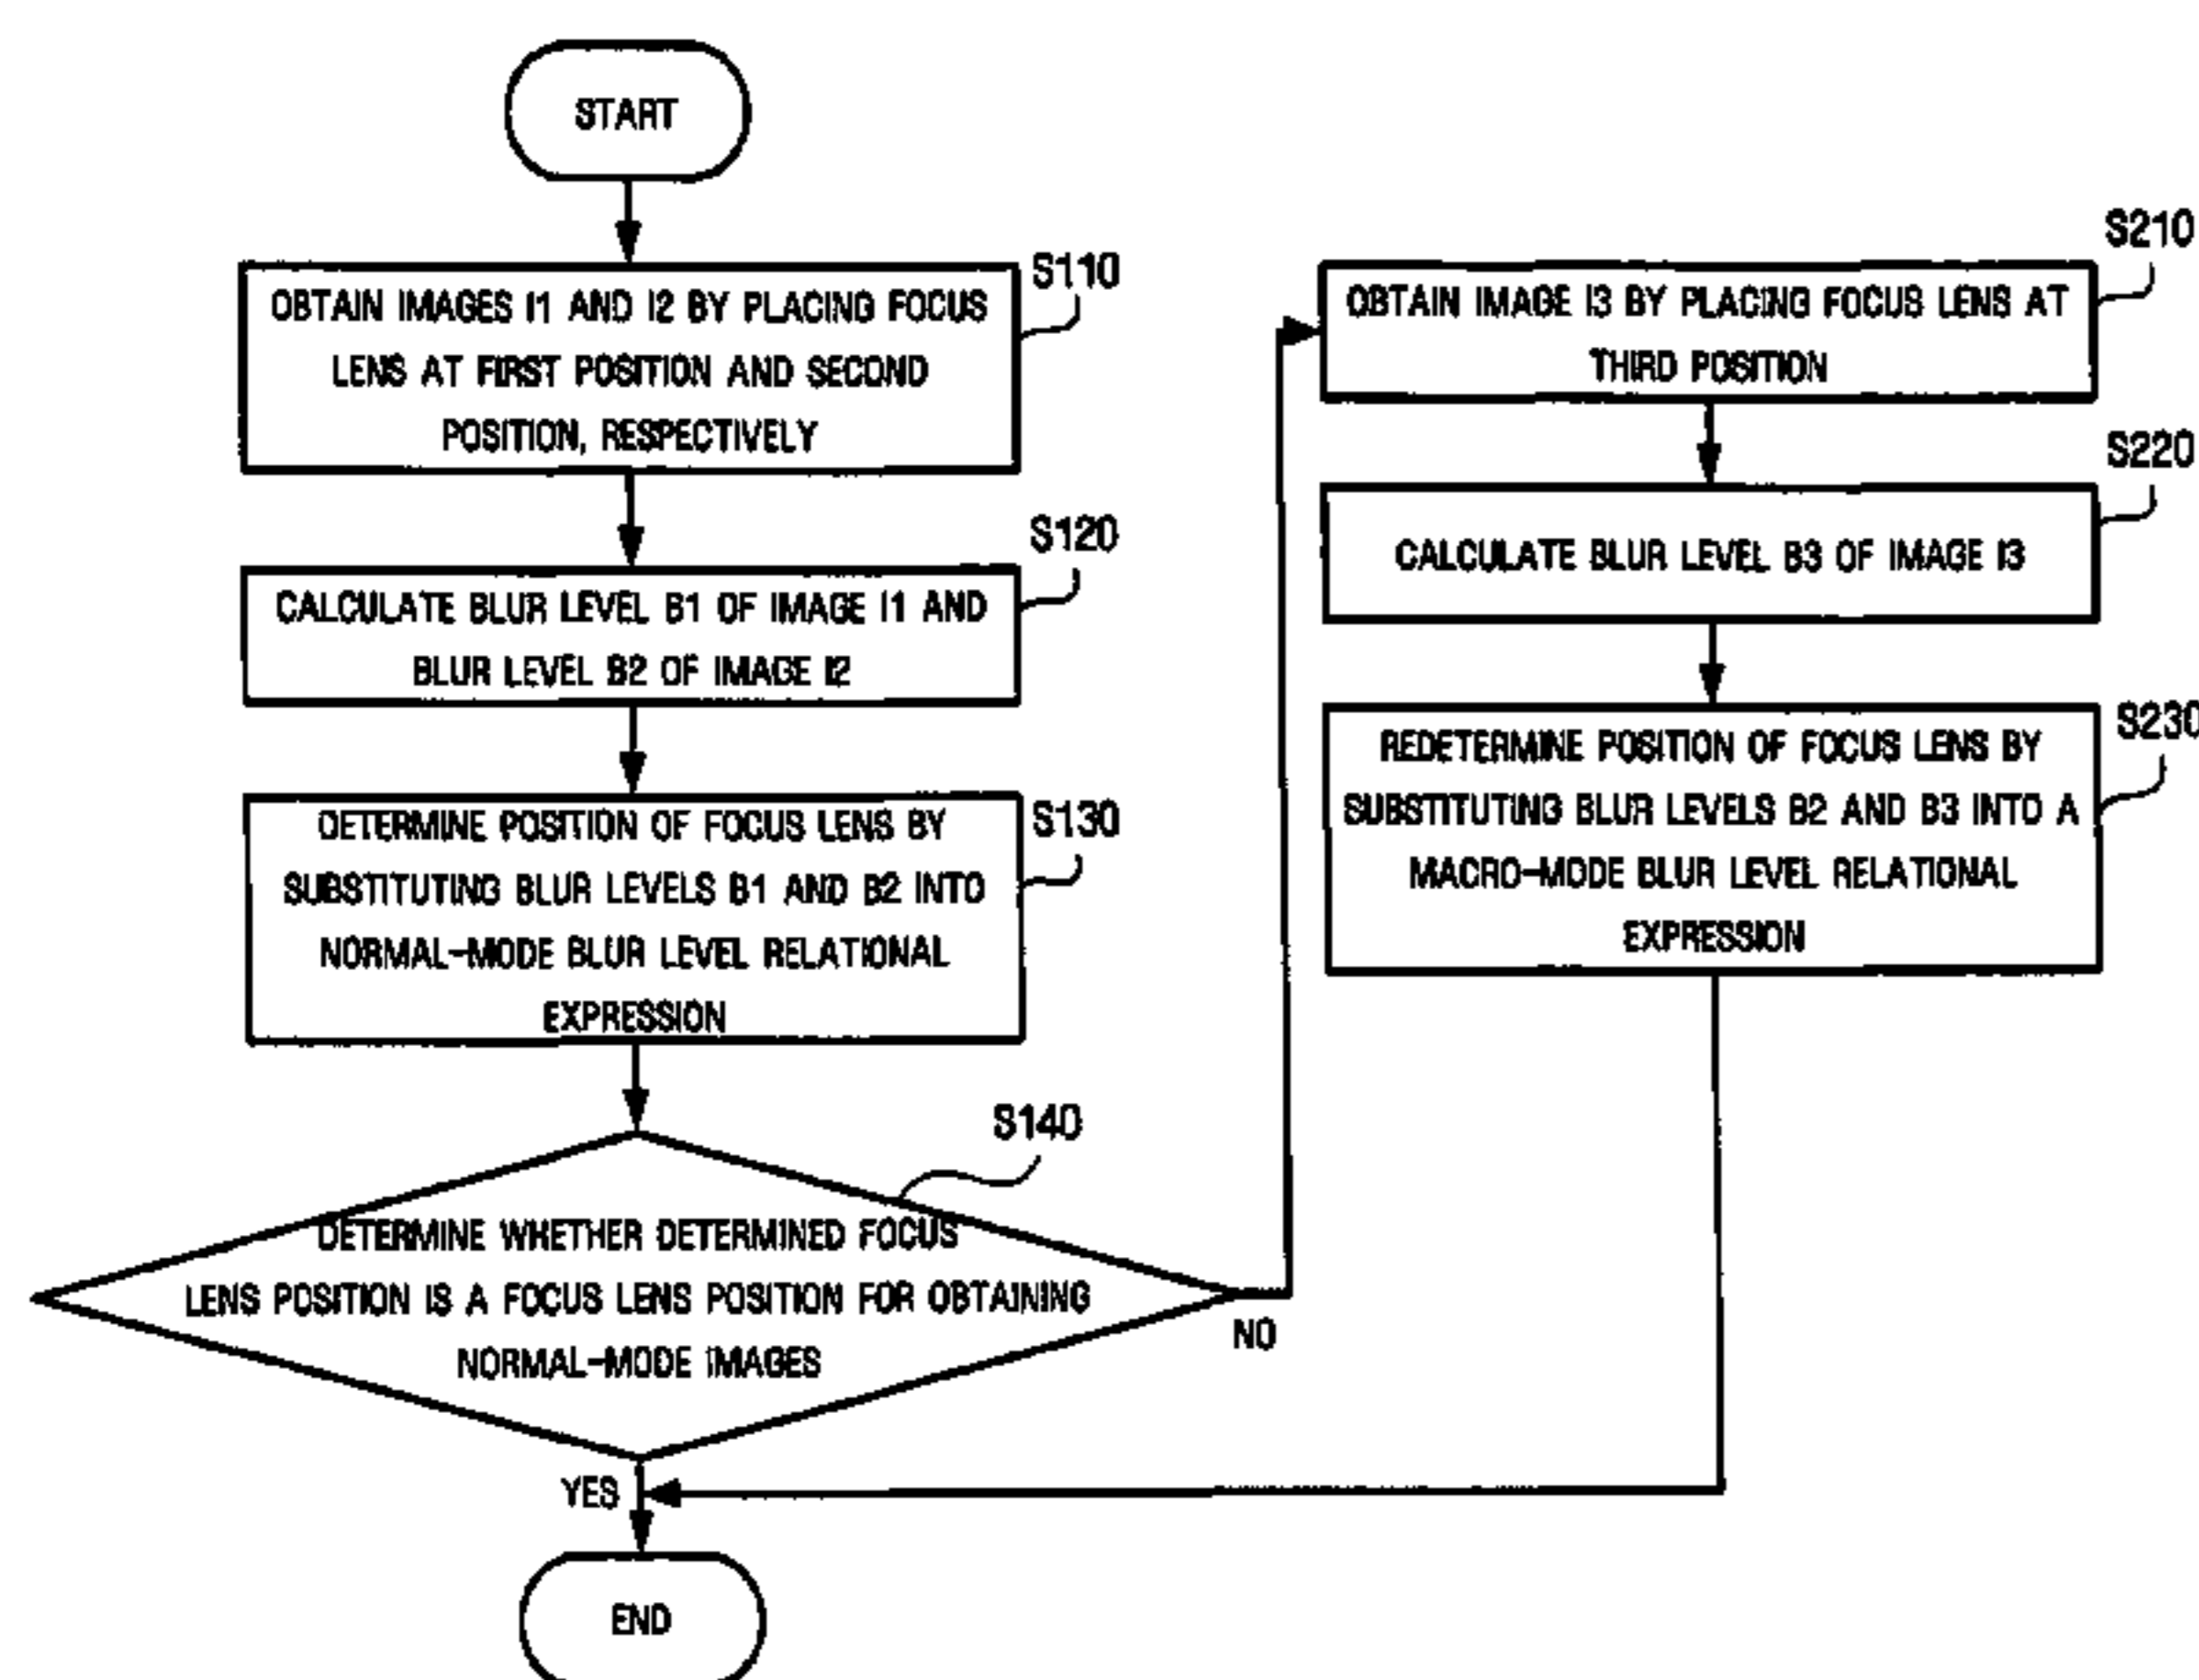 START
S110
OBTAIN IMAGES I1 AND I2 BY PLACING FOCUS
LENS AT FIRST POSITION AND SECOND
POSITION, RESPECTIVELY
S120
CALCULATE BLUR LEVEL B1 OF IMAGE I1 AND
BLUR LEVEL B2 OF IMAGE I2
S130
DETERMINE POSITION OF FOCUS LENS BY
SUBSTITUTING BLUR LEVELS B1 AND B2 INTO
NORMAL-MODE BLUR LEVEL RELATIONAL
EXPRESSION
S140
DETERMINE WHETHER DETERMINED FOCUS
LENS POSITION IS A FOCUS LENS POSITION FOR OBTAINING
NORMAL-MODE IMAGES
NO
YES
END
S210
OBTAIN IMAGE I3 BY PLACING FOCUS LENS AT
THIRD POSITION
S220
CALCULATE BLUR LEVEL B3 OF IMAGE I3
S230
REDETERMINE POSITION OF FOCUS LENS BY
SUBSTITUTING BLUR LEVELS B2 AND B3 INTO A
MACRO-MODE BLUR LEVEL RELATIONAL
EXPRESSION